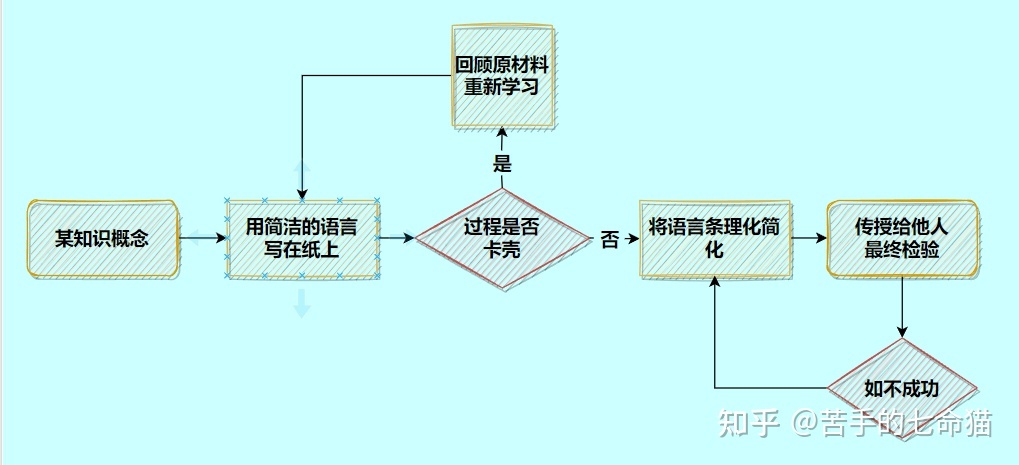 回顾原材料
重新学习
是
某知识概念
用简洁的语言
写在纸上
过程是否
卡壳
否
将语言条理化简
化
传授给他人
最终检验
如不成功
知乎 @苦手的七命猫